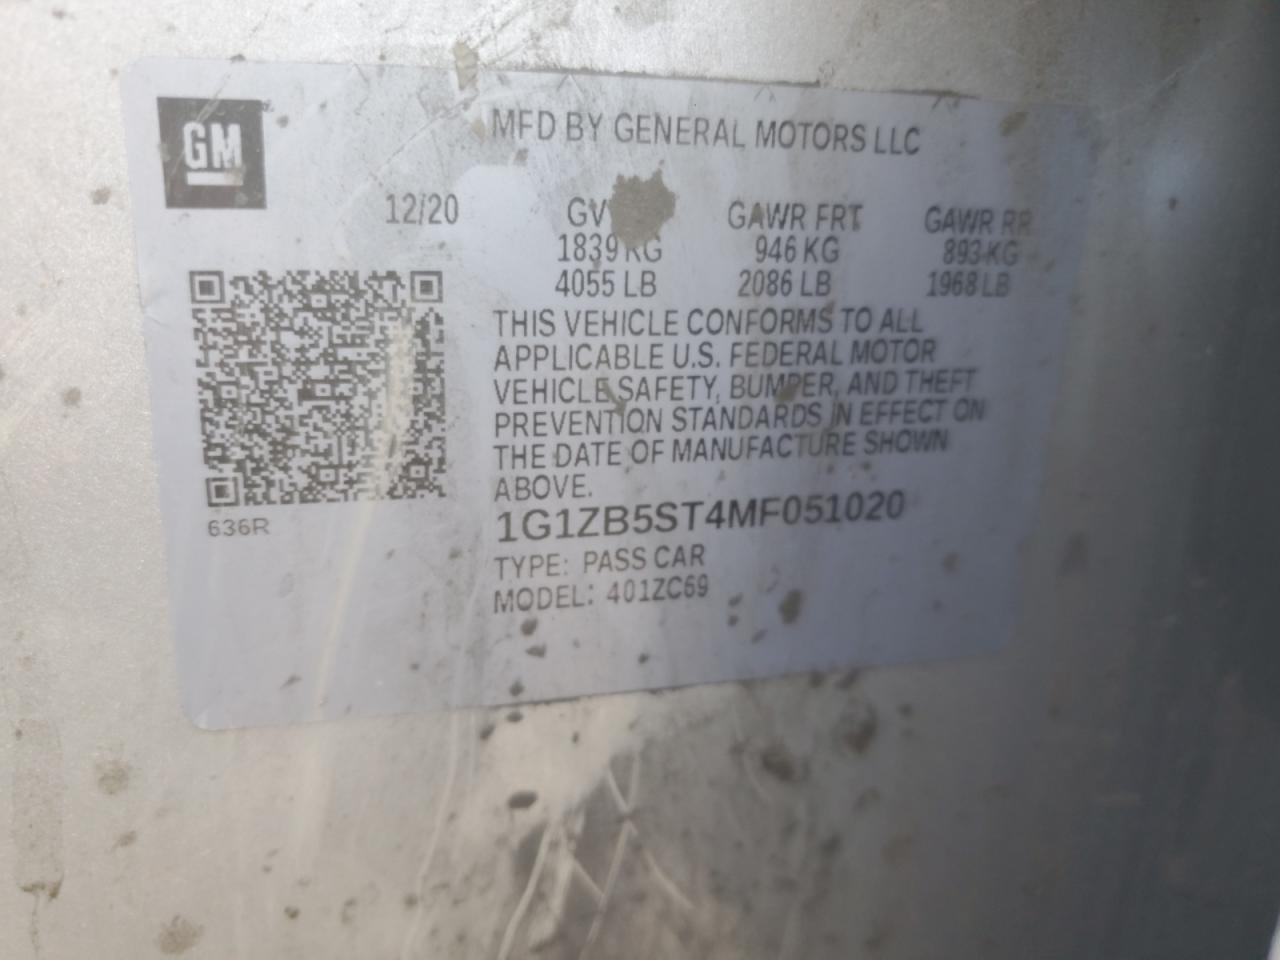 GM
MFD BY GENERAL MOTORS LLC
12/20 GV GAWR FRT GAWR RR
1839 KG 946 KG 893 KG
4055 LB 2086 LB 1968 LB
THIS VEHICLE CONFORMS TO ALL
APPLICABLE U.S. FEDERAL MOTOR
VEHICLE SAFETY, BUMPER, AND THEFT
PREVENTION STANDARDS IN EFFECT ON
THE DATE OF MANUFACTURE SHOWN
ABOVE.
636R
1G1ZB5ST4MF051020
TYPE: PASS CAR
MODEL: 401ZC69